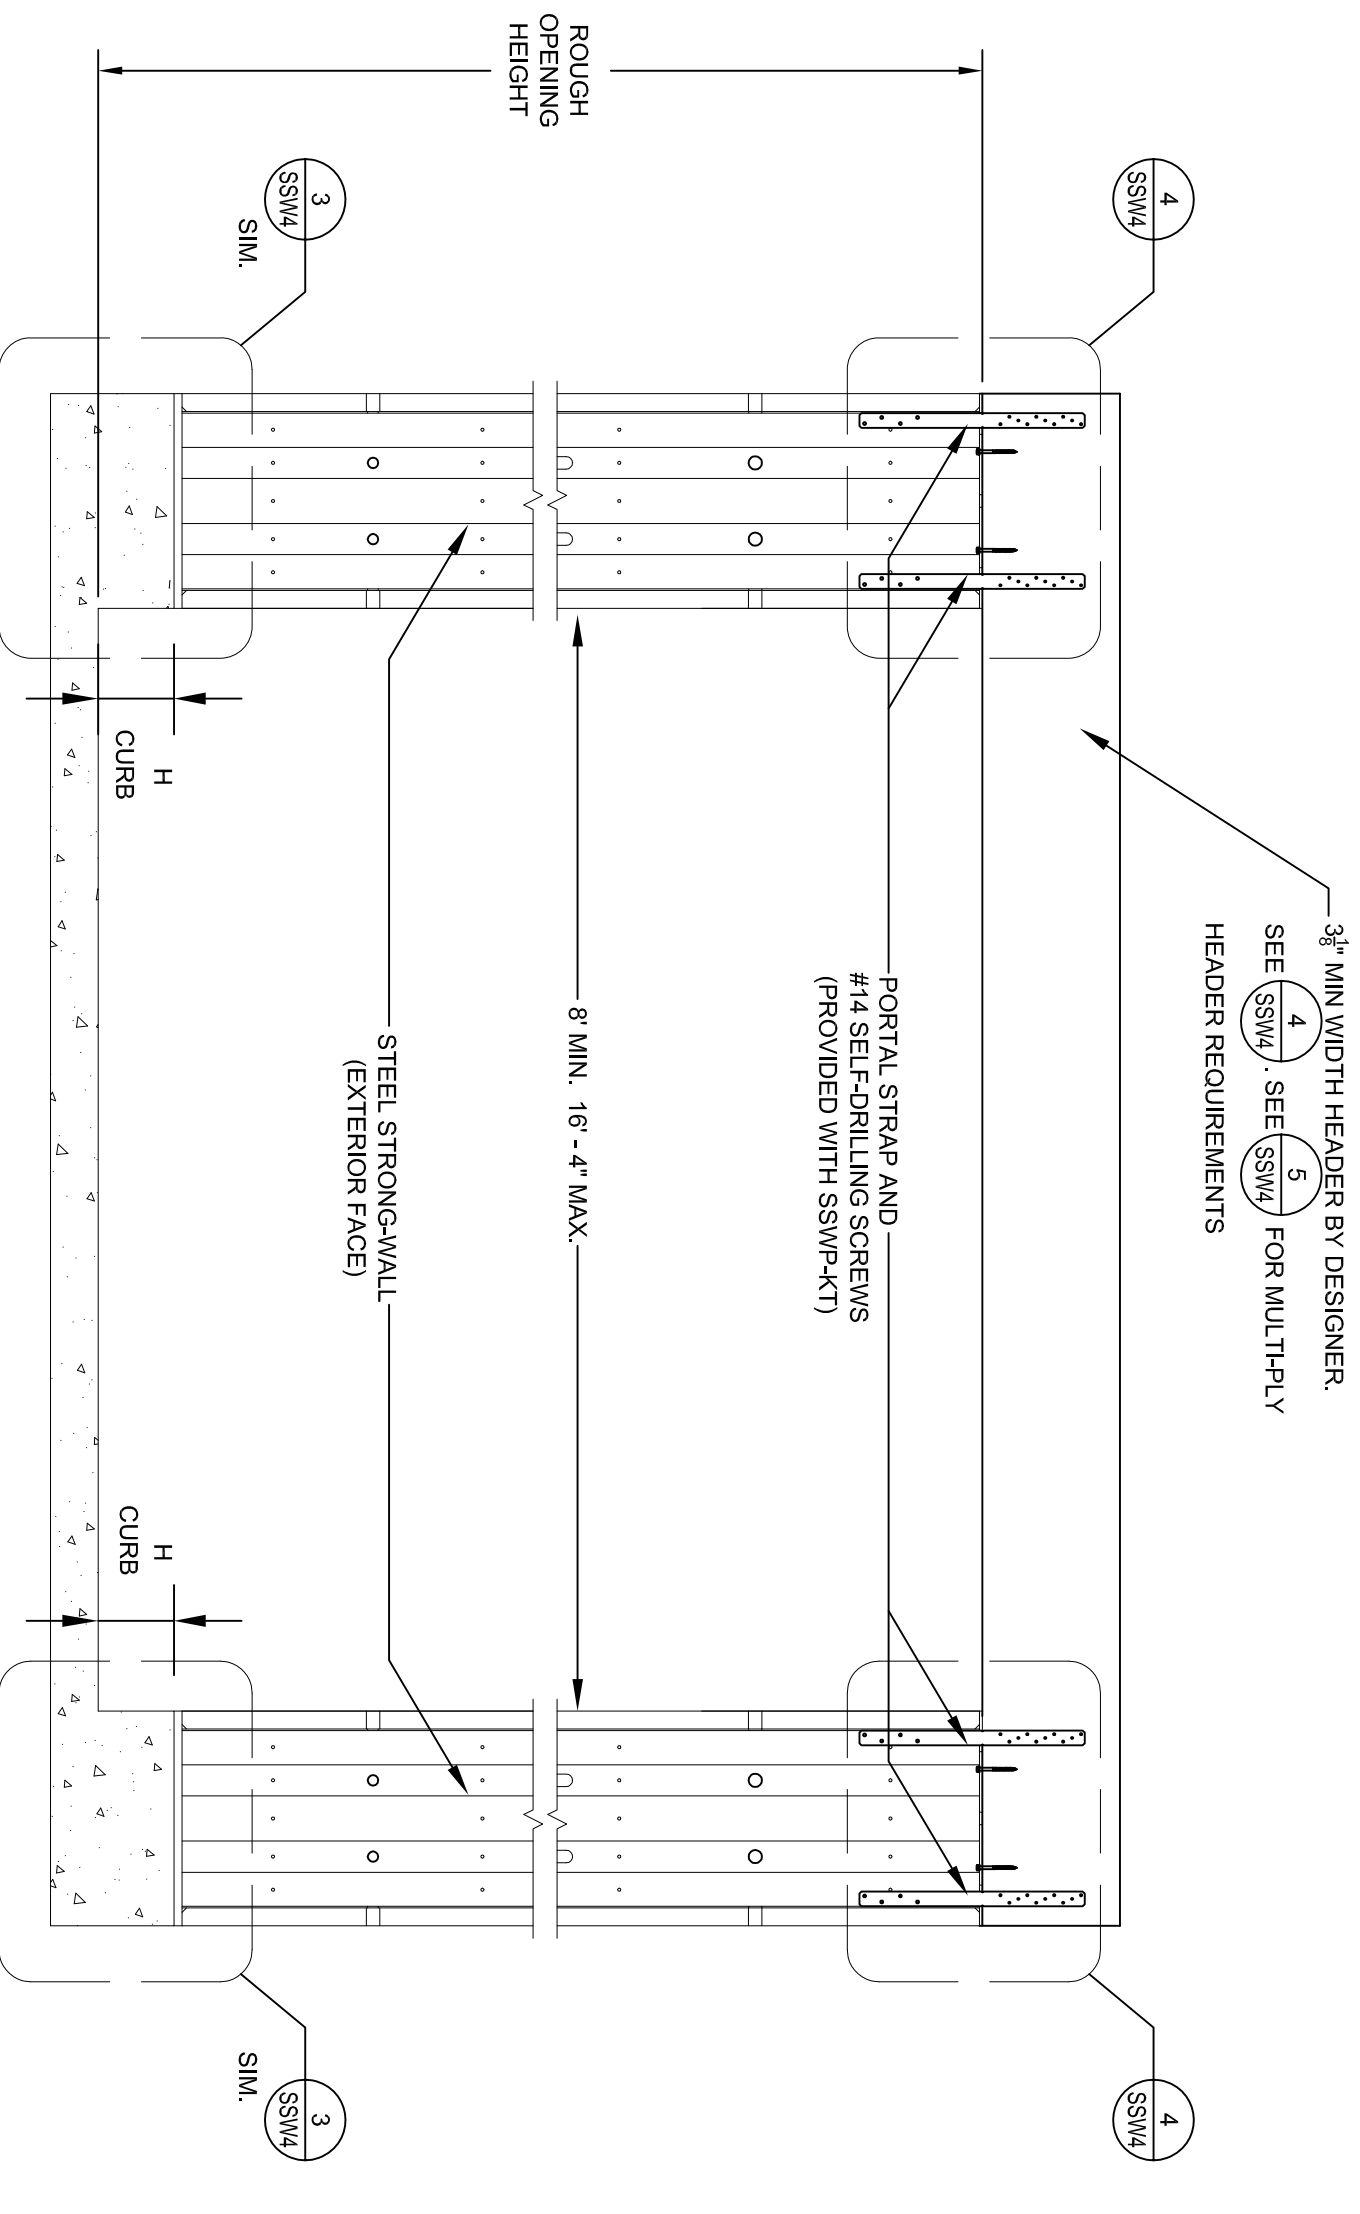 3 1/8" MIN WIDTH HEADER BY DESIGNER.
SEE 4 SSW4 . SEE 5 SSW4 FOR MULTI-PLY
HEADER REQUIREMENTS
4
SSW4
4
SSW4
PORTAL STRAP AND
#14 SELF-DRILLING SCREWS
(PROVIDED WITH SSWP-KT)
ROUGH
OPENING
HEIGHT
8' MIN. 16' - 4" MAX.
STEEL STRONG-WALL
(EXTERIOR FACE)
3
SSW4
SIM.
3
SSW4
SIM.
H
CURB
H
CURB